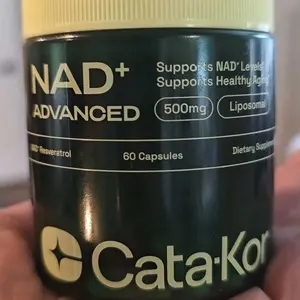 NAD+
ADVANCED
Supports NAD+ Levels
Supports Healthy Aging
500mg
Liposomal
Resveratrol
60 Capsules
Dietary Supplement
Cata-Kor